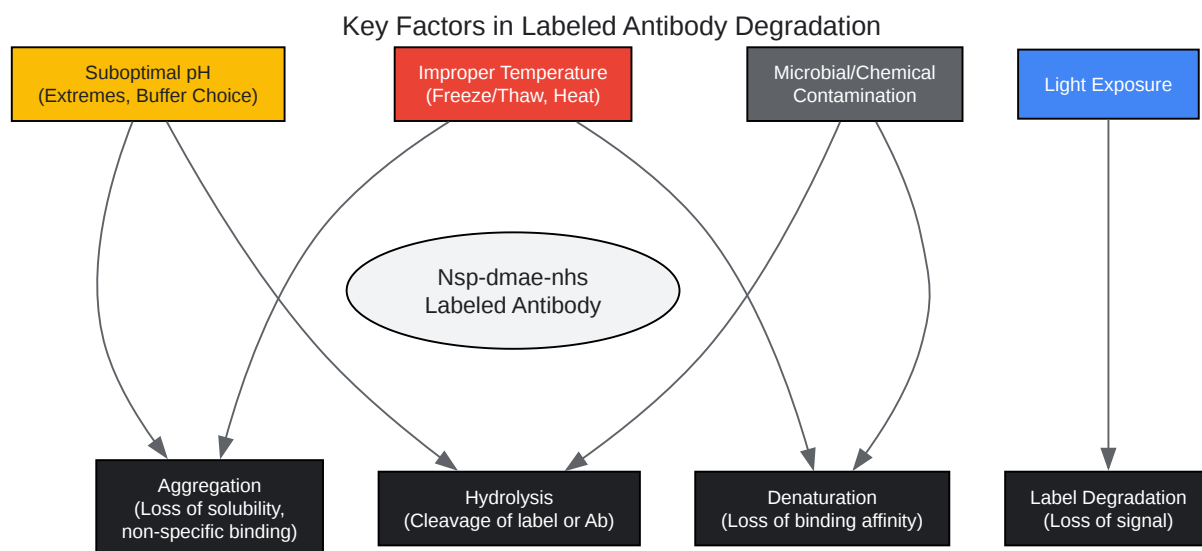 Key Factors in Labeled Antibody Degradation
Suboptimal pH
(Extremes, Buffer Choice)
Improper Temperature
(Freeze/Thaw, Heat)
Microbial/Chemical
Contamination
Light Exposure
Nsp-dmae-nhs
Labeled Antibody
Aggregation
(Loss of solubility,
non-specific binding)
Hydrolysis
(Cleavage of label or Ab)
Denaturation
(Loss of binding affinity)
Label Degradation
(Loss of signal)